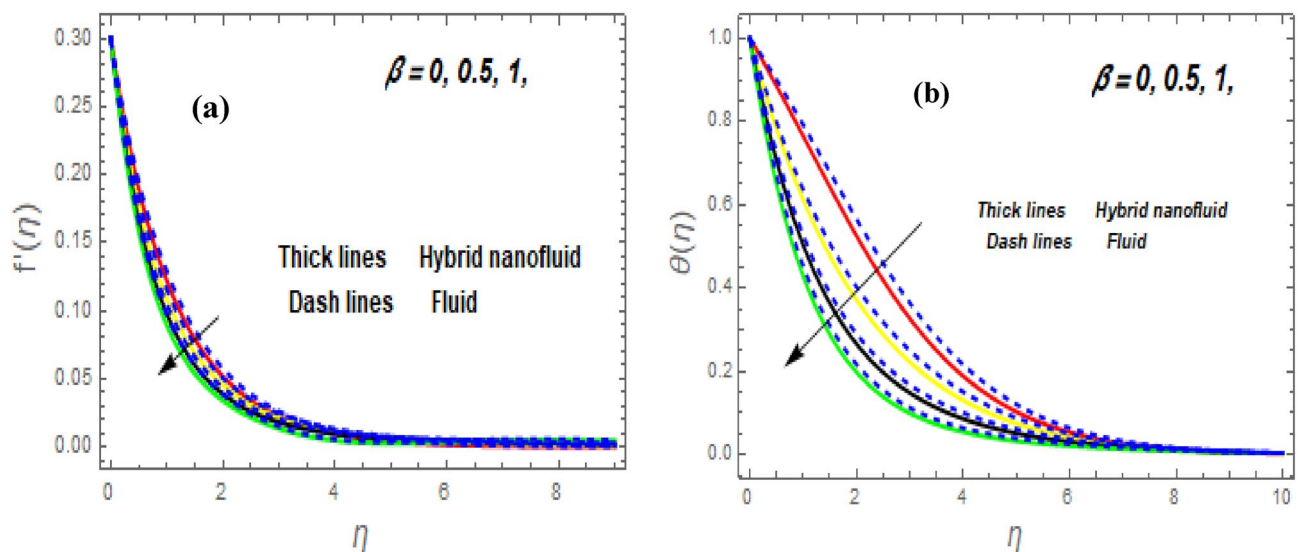 (a)
β = 0, 0.5, 1,
Thick lines Hybrid nanofluid
Dash lines Fluid
f'(η)
0.30
0.25
0.20
0.15
0.10
0.05
0.00
0 2 4 6 8
η
(b)
β = 0, 0.5, 1,
Thick lines Hybrid nanofluid
Dash lines Fluid
θ(η)
1.0
0.8
0.6
0.4
0.2
0.0
0 2 4 6 8 10
η